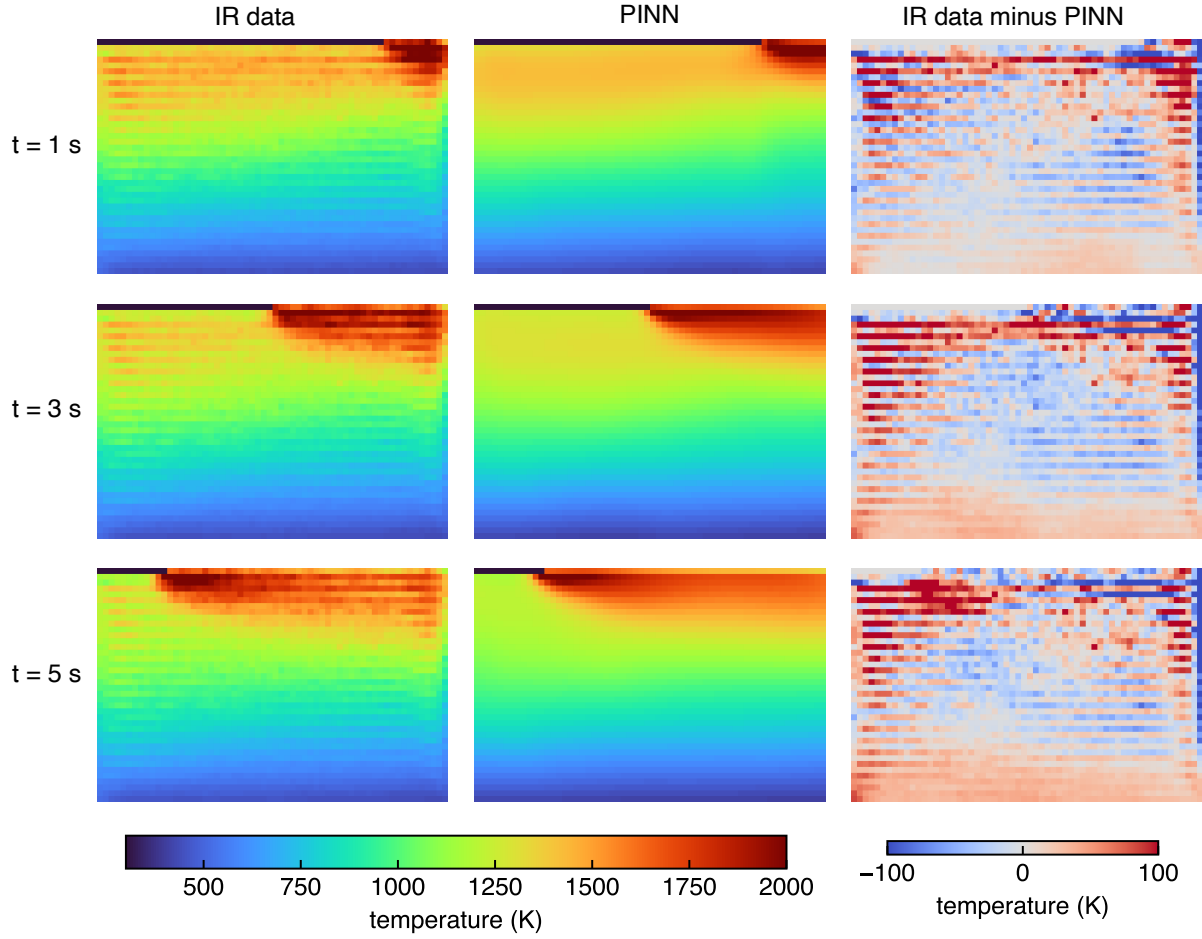 IR data PINN IR data minus PINN
t = 1 s
t = 3 s
t = 5 s
500 750 1000 1250 1500 1750 2000
temperature (K)
−100 0 100
temperature (K)